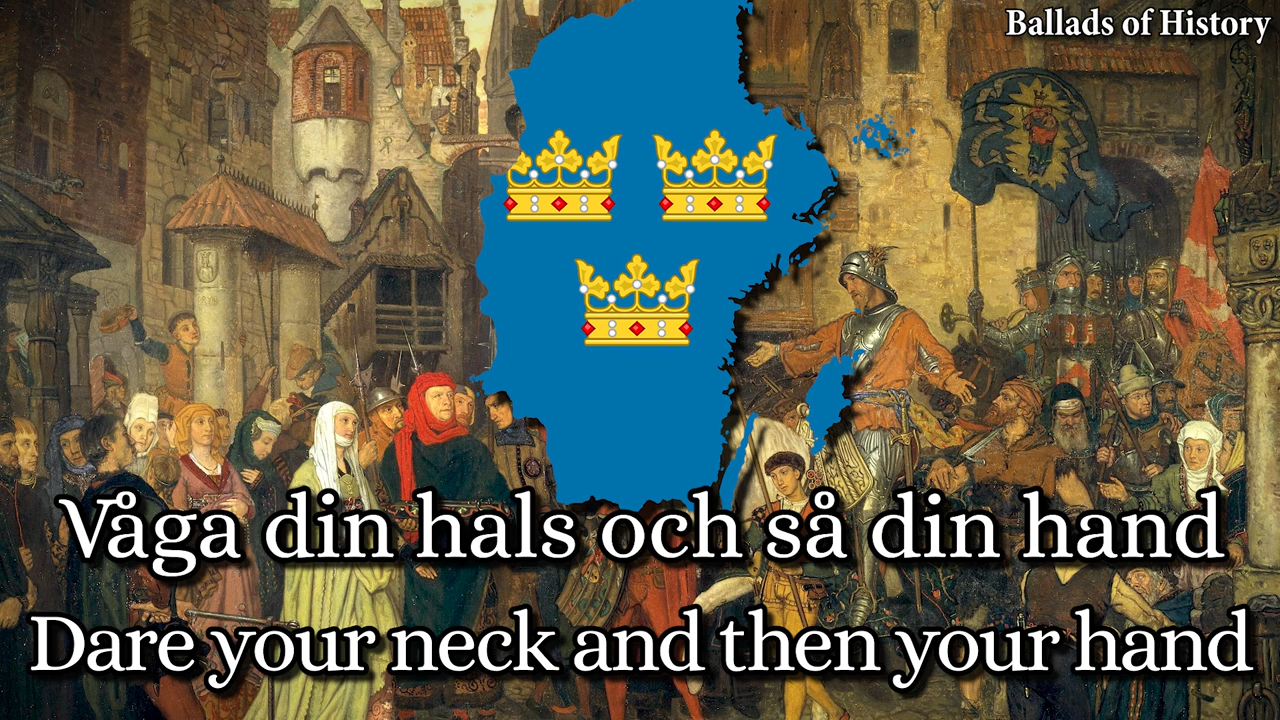 Ballads of History
Våga din hals och så din hand
Dare your neck and then your hand